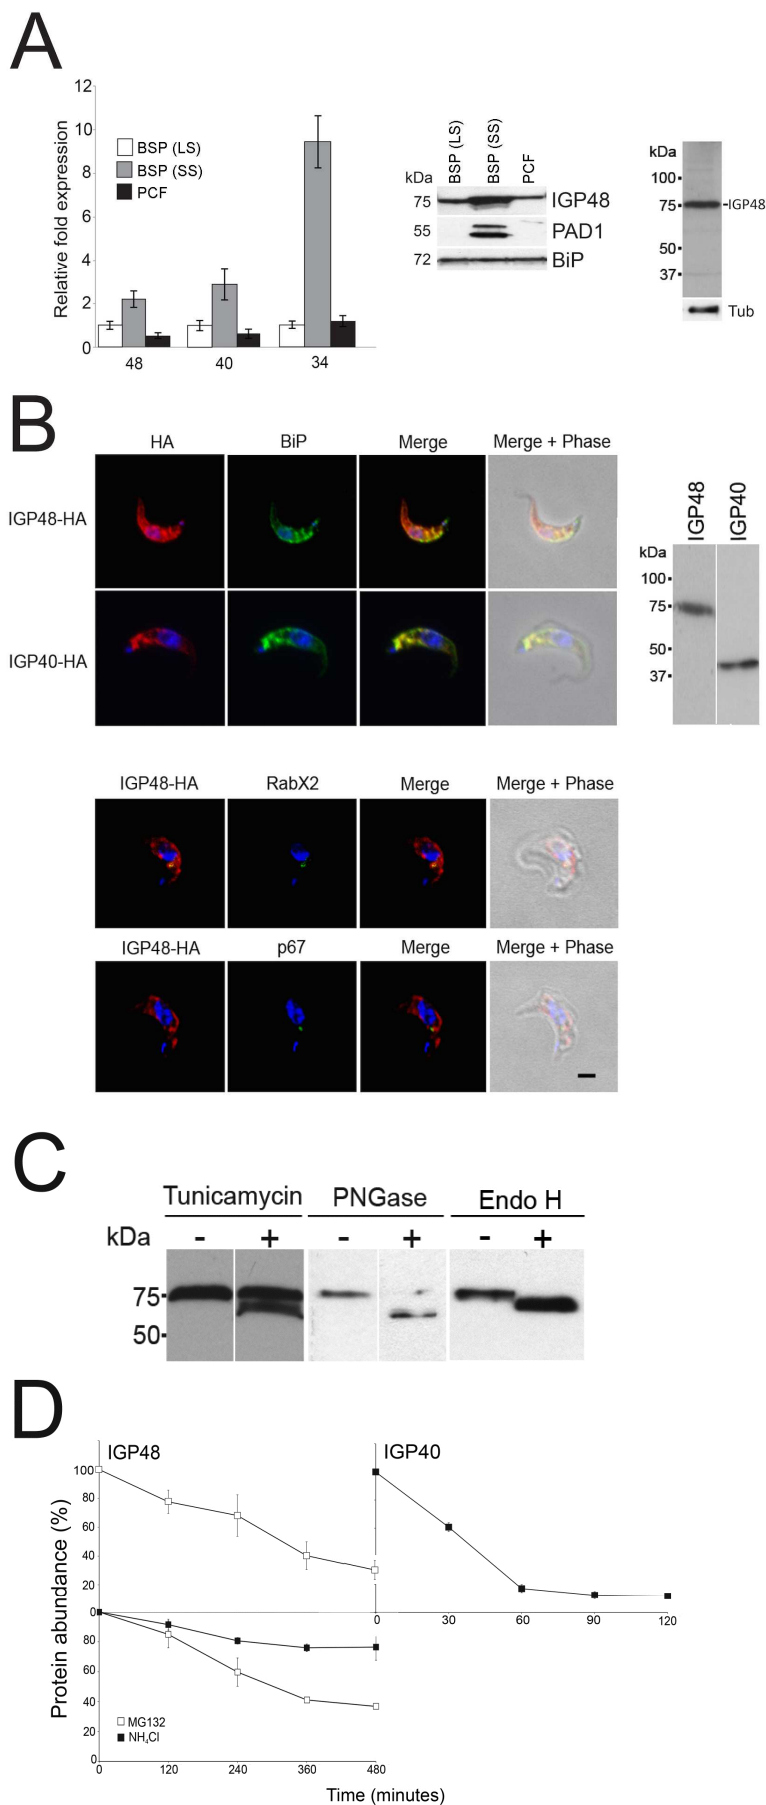 A
12
10
8
6
4
2
0
Relative fold expression
BSP (LS)
BSP (SS)
PCF
48 40 34
BSP (LS) BSP (SS) PCF
kDa
75 IGP48
55 PAD1
72 BiP
kDa
100
75 IGP48
50
37
Tub
B
HA BiP Merge Merge + Phase
IGP48-HA
IGP40-HA
IGP48 IGP40
kDa
100
75
50
37
IGP48-HA RabX2 Merge Merge + Phase
IGP48-HA p67 Merge Merge + Phase
C
Tunicamycin PNGase Endo H
kDa - + - + - +
75
50
D
IGP48 IGP40
100
80
60
40
20
0
0 30 60 90 120
80
60
40
20
0
Protein abundance (%)
MG132
NH₄Cl
0 120 240 360 480
Time (minutes)